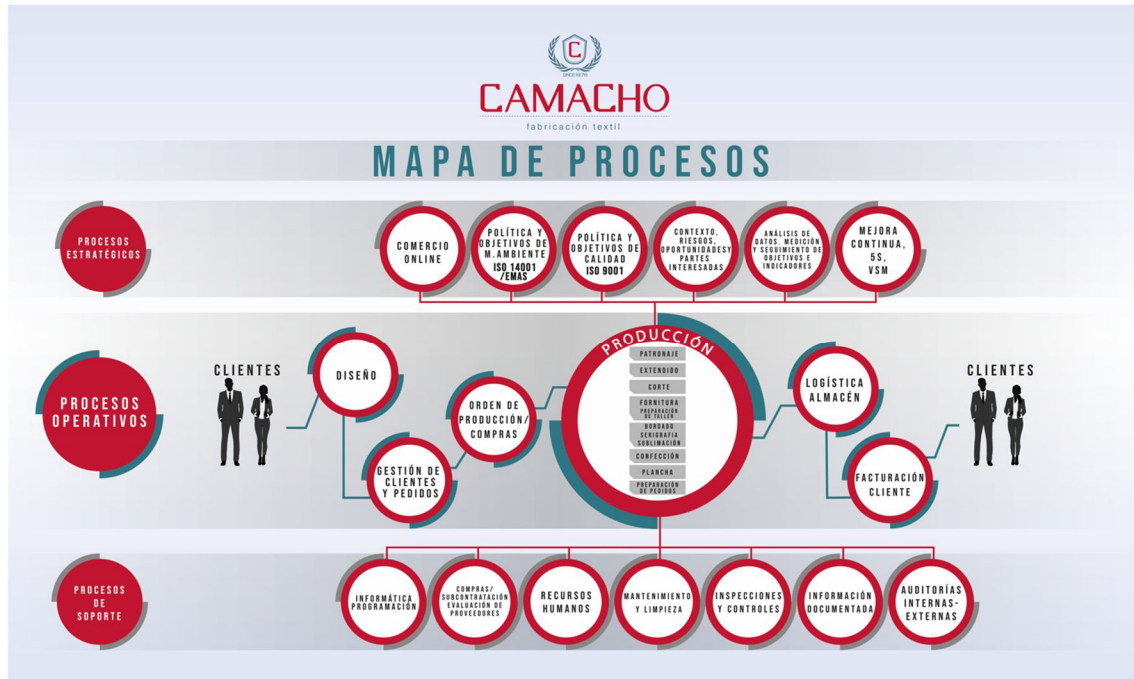 C
SINCE 1978
CAMACHO
fabricación textil
MAPA DE PROCESOS
PROCESOS
ESTRATÉGICOS
COMERCIO
ONLINE
POLÍTICA Y
OBJETIVOS DE
M.AMBIENTE
ISO 14001
/EMAS
POLÍTICA Y
OBJETIVOS DE
CALIDAD
ISO 9001
CONTEXTO,
RIESGOS,
OPORTUNIDADESY
PARTES
INTERESADAS
ANÁLISIS DE
DATOS. MEDICIÓN
Y SEGUIMIENTO DE
OBJETIVOS E
INDICADORES
MEJORA
CONTINUA,
5S,
VSM
PROCESOS
OPERATIVOS
CLIENTES
DISEÑO
GESTIÓN DE
CLIENTES
Y PEDIDOS
ORDEN DE
PRODUCCIÓN/
COMPRAS
PRODUCCIÓN
PATRONAJE
EXTENDIDO
CORTE
FORNITURA
PREPARACIÓN
DE TALLER
BORDADO
SERIGRAFIA
SUBLIMACIÓN
CONFECCIÓN
PLANCHA
PREPARACIÓN
DE PEDIDOS
LOGÍSTICA
ALMACÉN
FACTURACIÓN
CLIENTE
CLIENTES
PROCESOS
DE
SOPORTE
INFORMÁTICA
PROGRAMACIÓN
COMPRAS/
SUBCONTRATACIÓN
EVALUACIÓN DE
PROVEEDORES
RECURSOS
HUMANOS
MANTENIMIENTO
Y LIMPIEZA
INSPECCIONES
Y CONTROLES
INFORMACIÓN
DOCUMENTADA
AUDITORÍAS
INTERNAS-
EXTERNAS